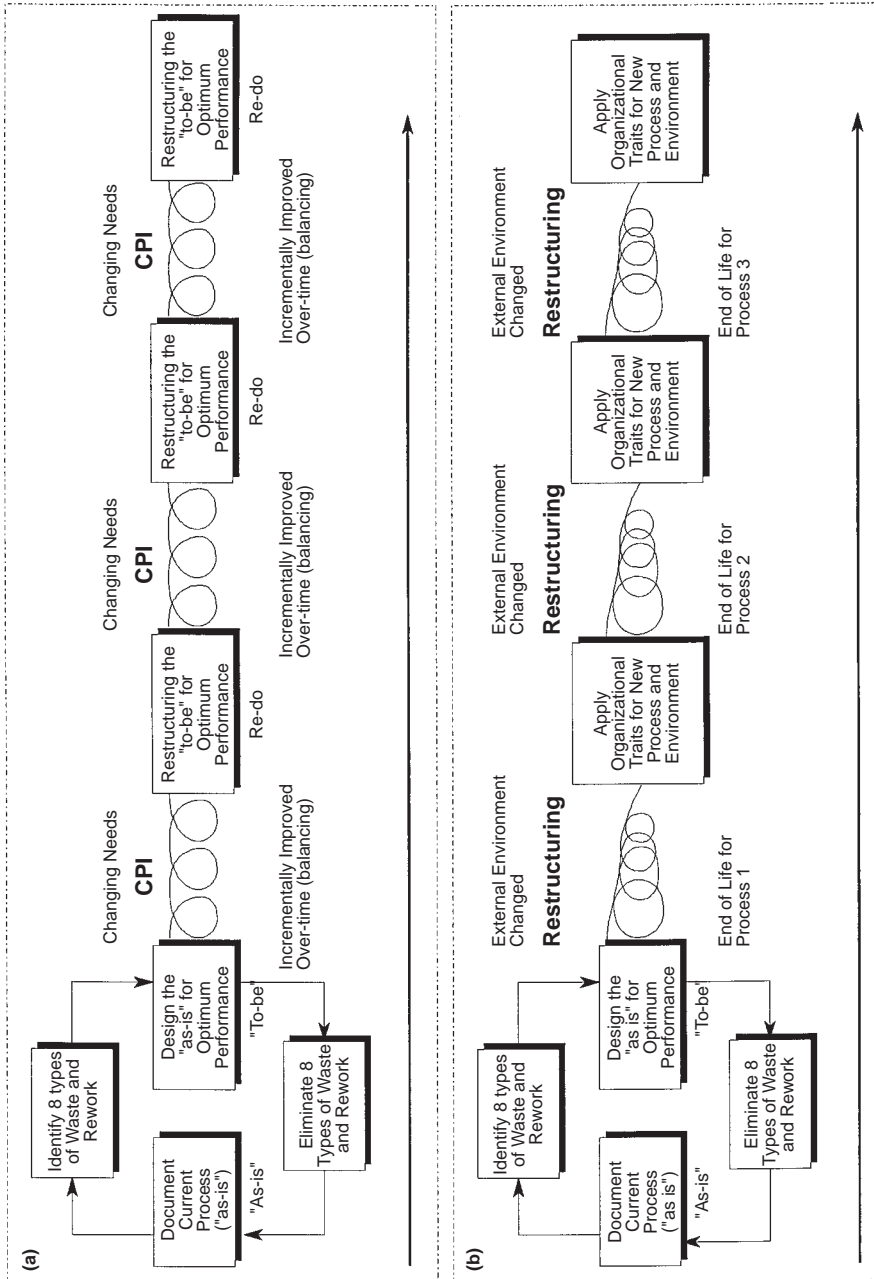 (a)
Document
Current
Process
("as-is")
"As-is"
Identify 8 types
of Waste and
Rework
Design the
"as-is" for
Optimum
Performance
"To-be"
Eliminate 8
Types of Waste
and Rework
Changing Needs
CPI
Incrementally Improved
Over-time (balancing)
Restructuring the
"to-be" for
Optimum
Performance
Re-do
Changing Needs
CPI
Incrementally Improved
Over-time (balancing)
Restructuring the
"to-be" for
Optimum
Performance
Re-do
Changing Needs
CPI
Incrementally Improved
Over-time (balancing)
Restructuring the
"to-be" for
Optimum
Performance
Re-do
(b)
Document
Current
Process
("as is")
"As-is"
Identify 8 types
of Waste and
Rework
Design the
"as is" for
Optimum
Performance
"To-be"
Eliminate 8
Types of Waste
and Rework
External Environment
Changed
Restructuring
End of Life for
Process 1
Apply
Organizational
Traits for New
Process and
Environment
External Environment
Changed
Restructuring
End of Life for
Process 2
Apply
Organizational
Traits for New
Process and
Environment
External Environment
Changed
Restructuring
End of Life for
Process 3
Apply
Organizational
Traits for New
Process and
Environment